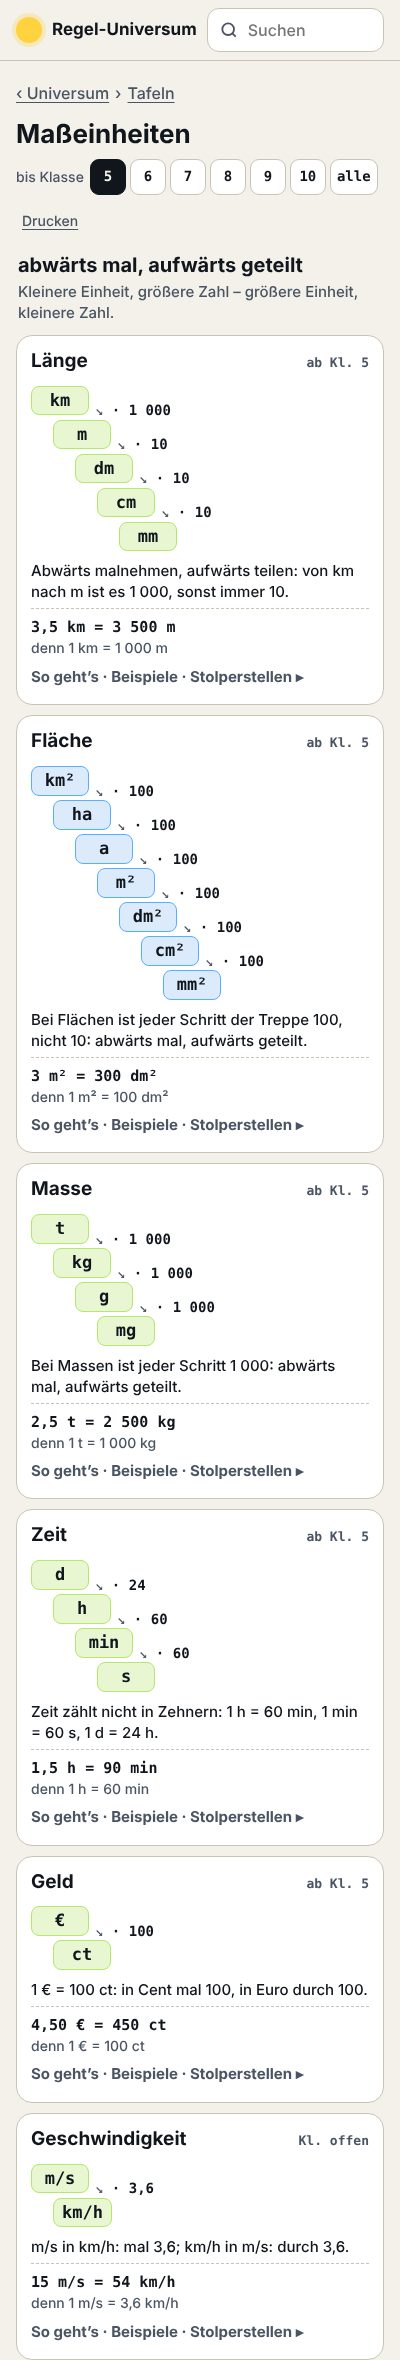 Regel-Universum
Suchen
‹ Universum › Tafeln
Maßeinheiten
bis Klasse 5 6 7 8 9 10 alle
Drucken
abwärts mal, aufwärts geteilt
Kleinere Einheit, größere Zahl – größere Einheit,
kleinere Zahl.
Länge ab Kl. 5
km
↘ · 1 000
m
↘ · 10
dm
↘ · 10
cm
↘ · 10
mm
Abwärts malnehmen, aufwärts teilen: von km
nach m ist es 1 000, sonst immer 10.
3,5 km = 3 500 m
denn 1 km = 1 000 m
So geht’s · Beispiele · Stolperstellen ▸
Fläche ab Kl. 5
km²
↘ · 100
ha
↘ · 100
a
↘ · 100
m²
↘ · 100
dm²
↘ · 100
cm²
↘ · 100
mm²
Bei Flächen ist jeder Schritt der Treppe 100,
nicht 10: abwärts mal, aufwärts geteilt.
3 m² = 300 dm²
denn 1 m² = 100 dm²
So geht’s · Beispiele · Stolperstellen ▸
Masse ab Kl. 5
t
↘ · 1 000
kg
↘ · 1 000
g
↘ · 1 000
mg
Bei Massen ist jeder Schritt 1 000: abwärts
mal, aufwärts geteilt.
2,5 t = 2 500 kg
denn 1 t = 1 000 kg
So geht’s · Beispiele · Stolperstellen ▸
Zeit ab Kl. 5
d
↘ · 24
h
↘ · 60
min
↘ · 60
s
Zeit zählt nicht in Zehnern: 1 h = 60 min, 1 min
= 60 s, 1 d = 24 h.
1,5 h = 90 min
denn 1 h = 60 min
So geht’s · Beispiele · Stolperstellen ▸
Geld ab Kl. 5
€
↘ · 100
ct
1 € = 100 ct: in Cent mal 100, in Euro durch 100.
4,50 € = 450 ct
denn 1 € = 100 ct
So geht’s · Beispiele · Stolperstellen ▸
Geschwindigkeit Kl. offen
m/s
↘ · 3,6
km/h
m/s in km/h: mal 3,6; km/h in m/s: durch 3,6.
15 m/s = 54 km/h
denn 1 m/s = 3,6 km/h
So geht’s · Beispiele · Stolperstellen ▸